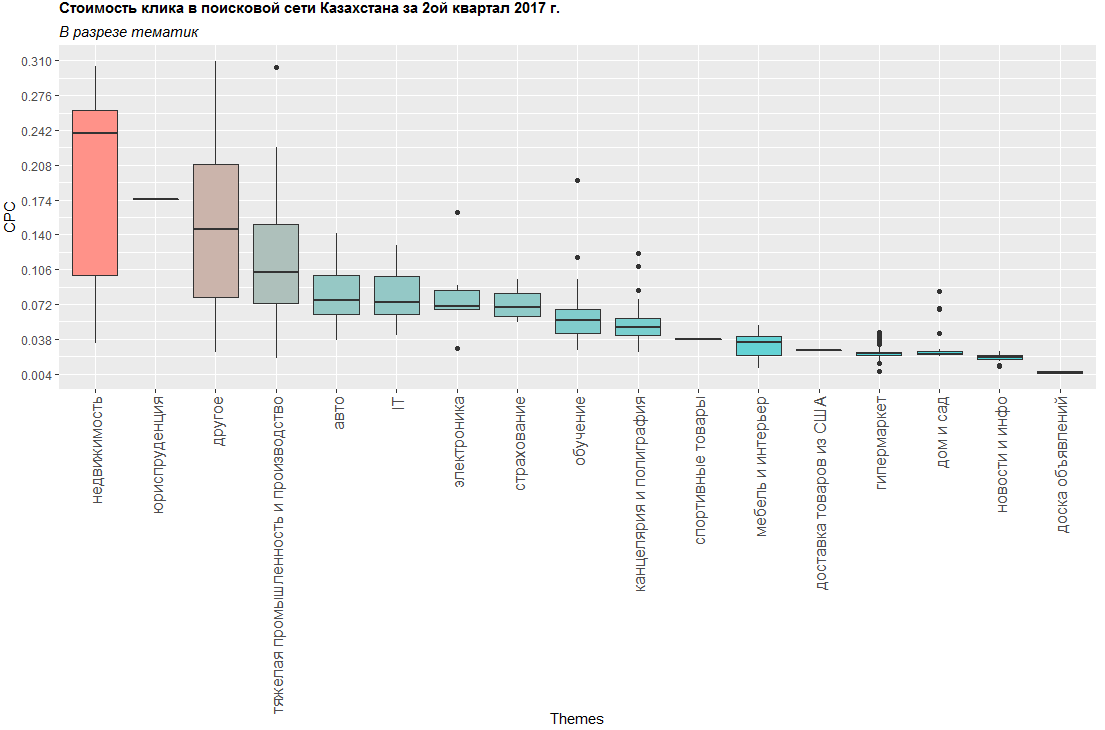 Стоимость клика в поисковой сети Казахстана за 2ой квартал 2017 г.
В разрезе тематик
CPC
0.310
0.276
0.242
0.208
0.174
0.140
0.106
0.072
0.038
0.004
недвижимость
юриспруденция
другое
тяжелая промышленность и производство
авто
IT
электроника
страхование
обучение
канцелярия и полиграфия
спортивные товары
мебель и интерьер
доставка товаров из США
гипермаркет
дом и сад
новости и инфо
доска объявлений
Themes